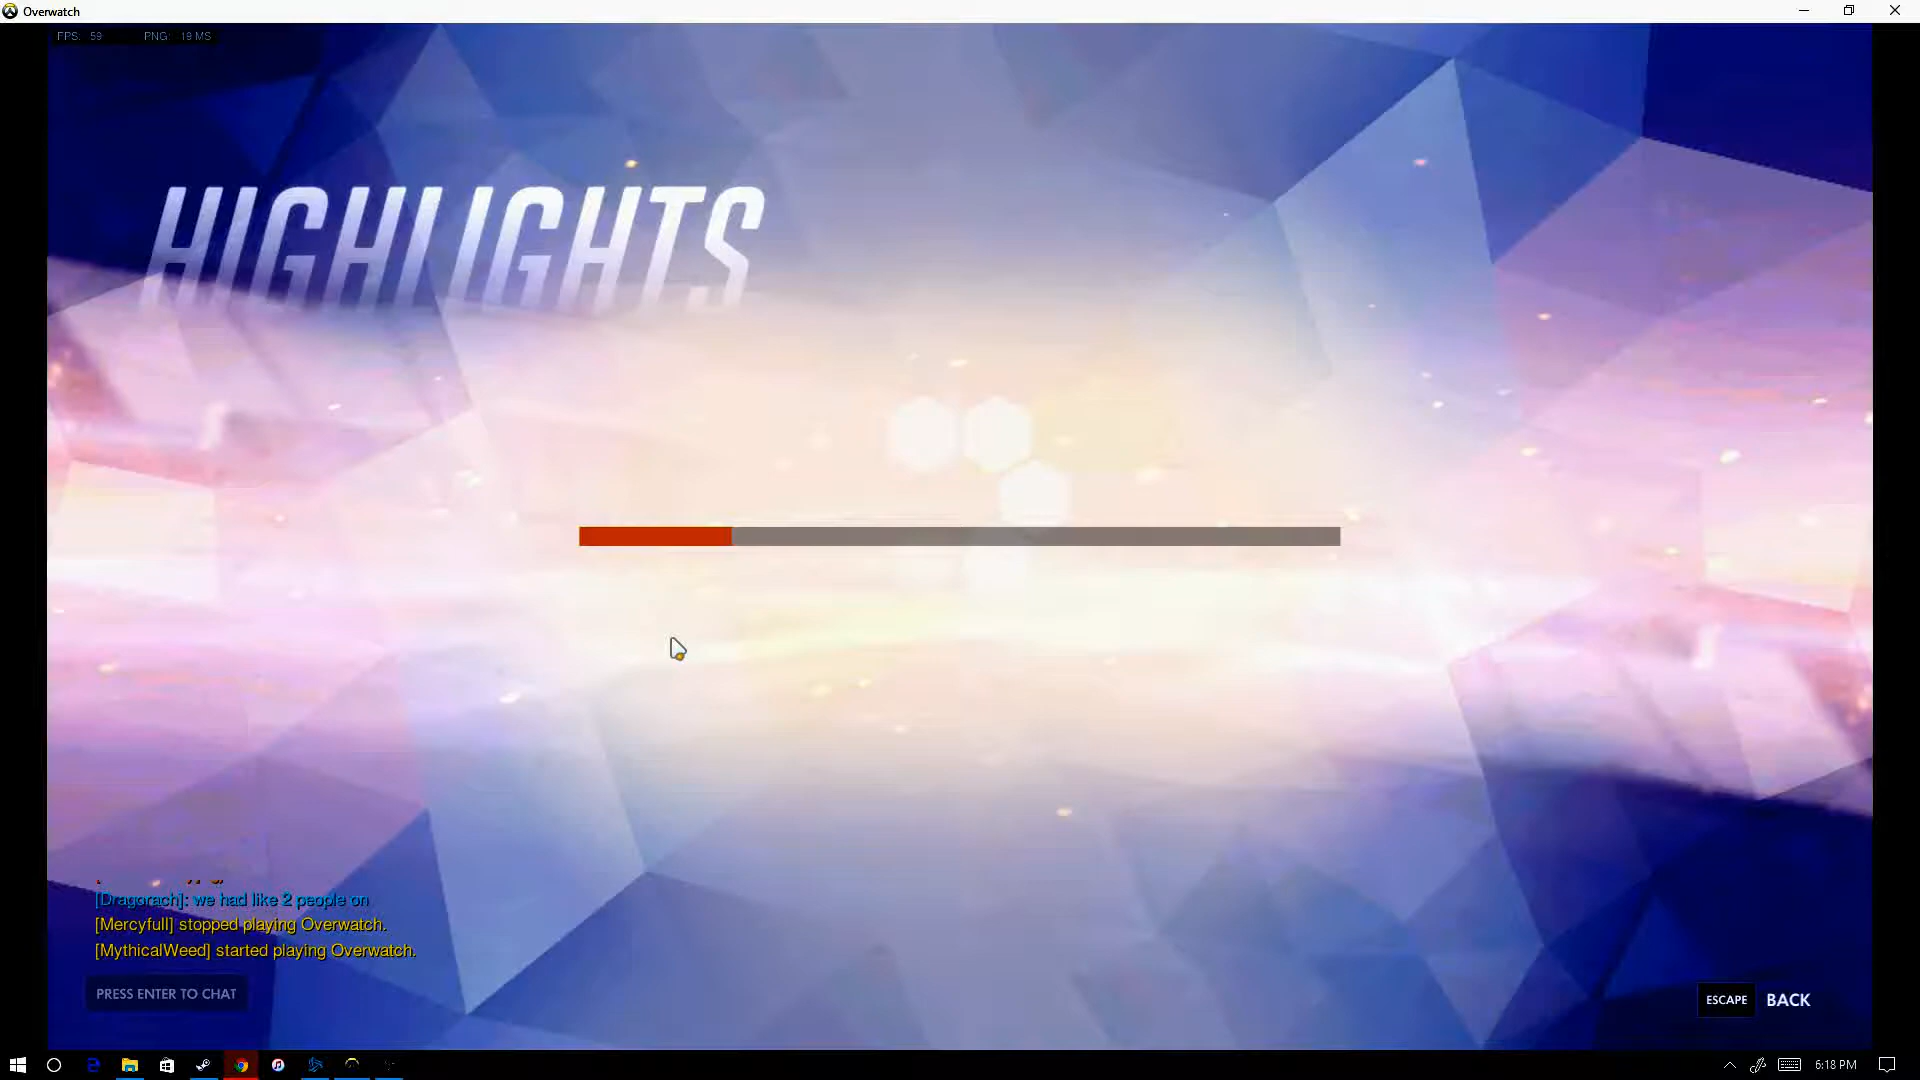 Overwatch
FPS: 59 PNG: 19 MS
HIGHLIGHTS
[Dragorach]: we had like 2 people on
[Mercyfull] stopped playing Overwatch.
[MythicalWeed] started playing Overwatch.
PRESS ENTER TO CHAT
ESCAPE BACK
6:18 PM